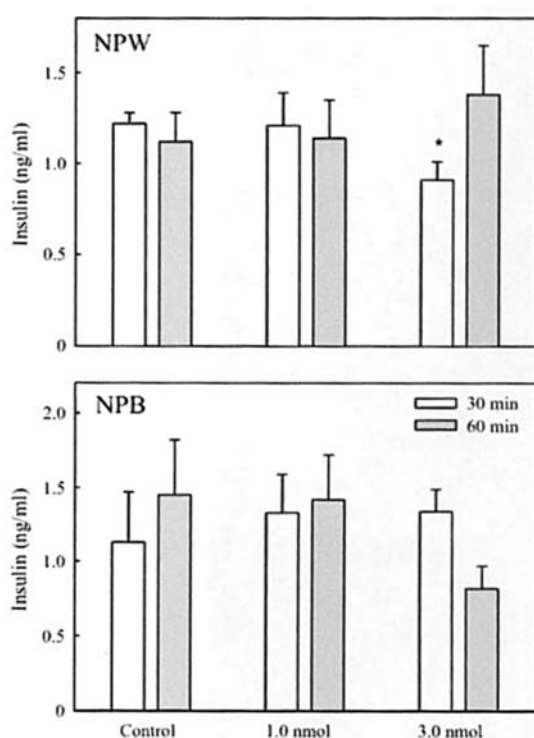 NPW
Insulin (ng/ml)
1.5
1.0
0.5
0
*
NPB
30 min
60 min
Insulin (ng/ml)
2.0
1.5
1.0
0.5
0
Control 1.0 nmol 3.0 nmol